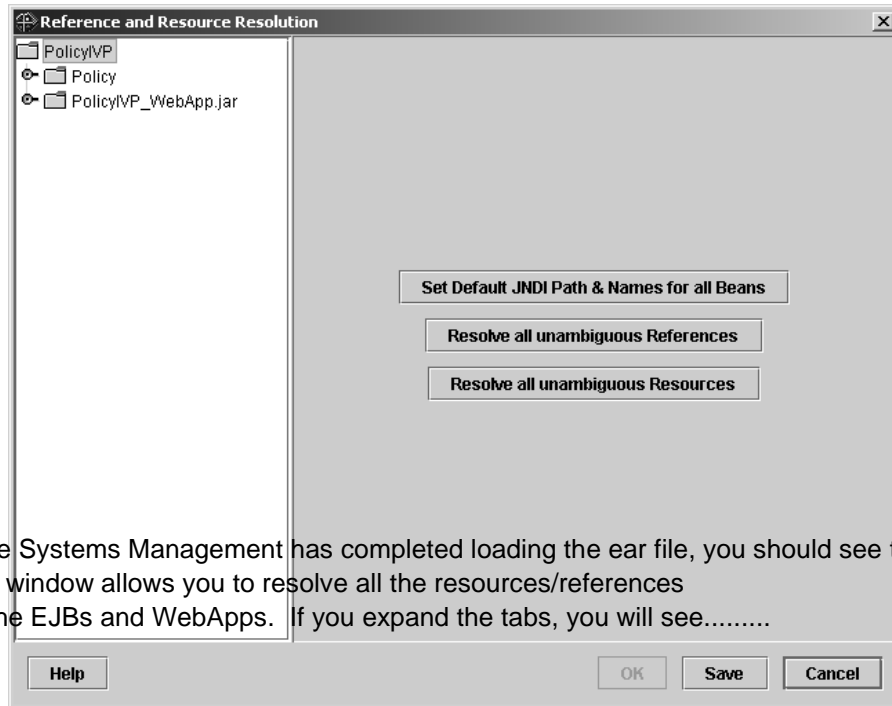 Reference and Resource Resolution
PolicyIVP
Policy
PolicyIVP_WebApp.jar
Set Default JNDI Path & Names for all Beans
Resolve all unambiguous References
Resolve all unambiguous Resources
e Systems Management has completed loading the ear file, you should see
window allows you to resolve all the resources/references
he EJBs and WebApps. If you expand the tabs, you will see.........
Help
OK
Save
Cancel